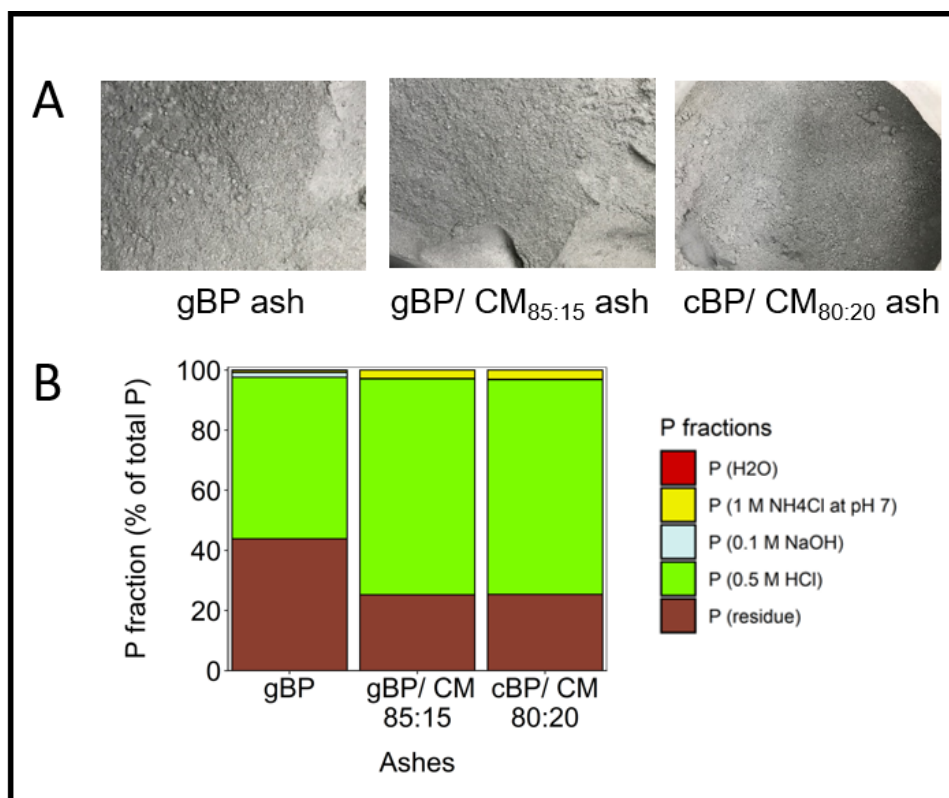 A
gBP ash
gBP/ CM85:15 ash
cBP/ CM80:20 ash
B
P fraction (% of total P)
100
80
60
40
20
0
gBP
gBP/ CM
85:15
cBP/ CM
80:20
Ashes
P fractions
P (H2O)
P (1 M NH4Cl at pH 7)
P (0.1 M NaOH)
P (0.5 M HCl)
P (residue)